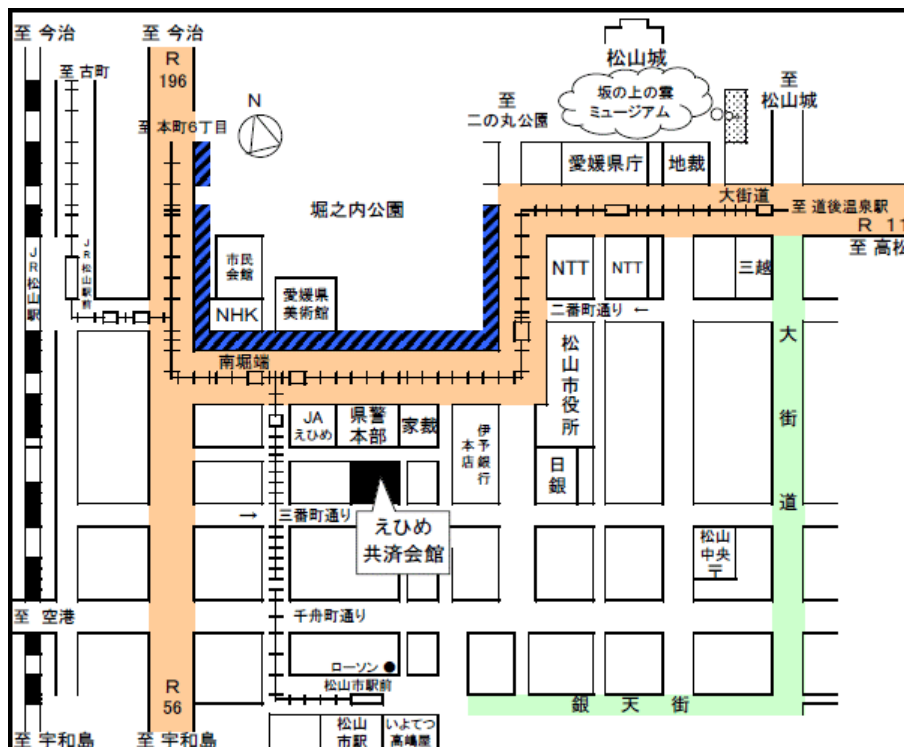 至 今治
至 今治
松山城
至 古町
R
196
N
坂の上の雲
ミュージアム
至
松山城
至
二の丸公園
至 本町6丁目
愛媛県庁
地裁
堀之内公園
大街道
至 道後温泉駅
R 11
至 高松
JR松山駅
JR松山駅前
市民
会館
NTT
NTT
三越
愛媛県
美術館
NHK
二番町通り ←
南堀端
松山市役所
大街道
JA
えひめ
県警
本部
家裁
伊予銀行
本店
日銀
→ 三番町通り
えひめ
共済会館
松山
中央
〒
至 空港
千舟町通り
ローソン
松山市駅前
R
56
銀天街
至 宇和島
至 宇和島
松山
市駅
いよてつ
高嶋屋